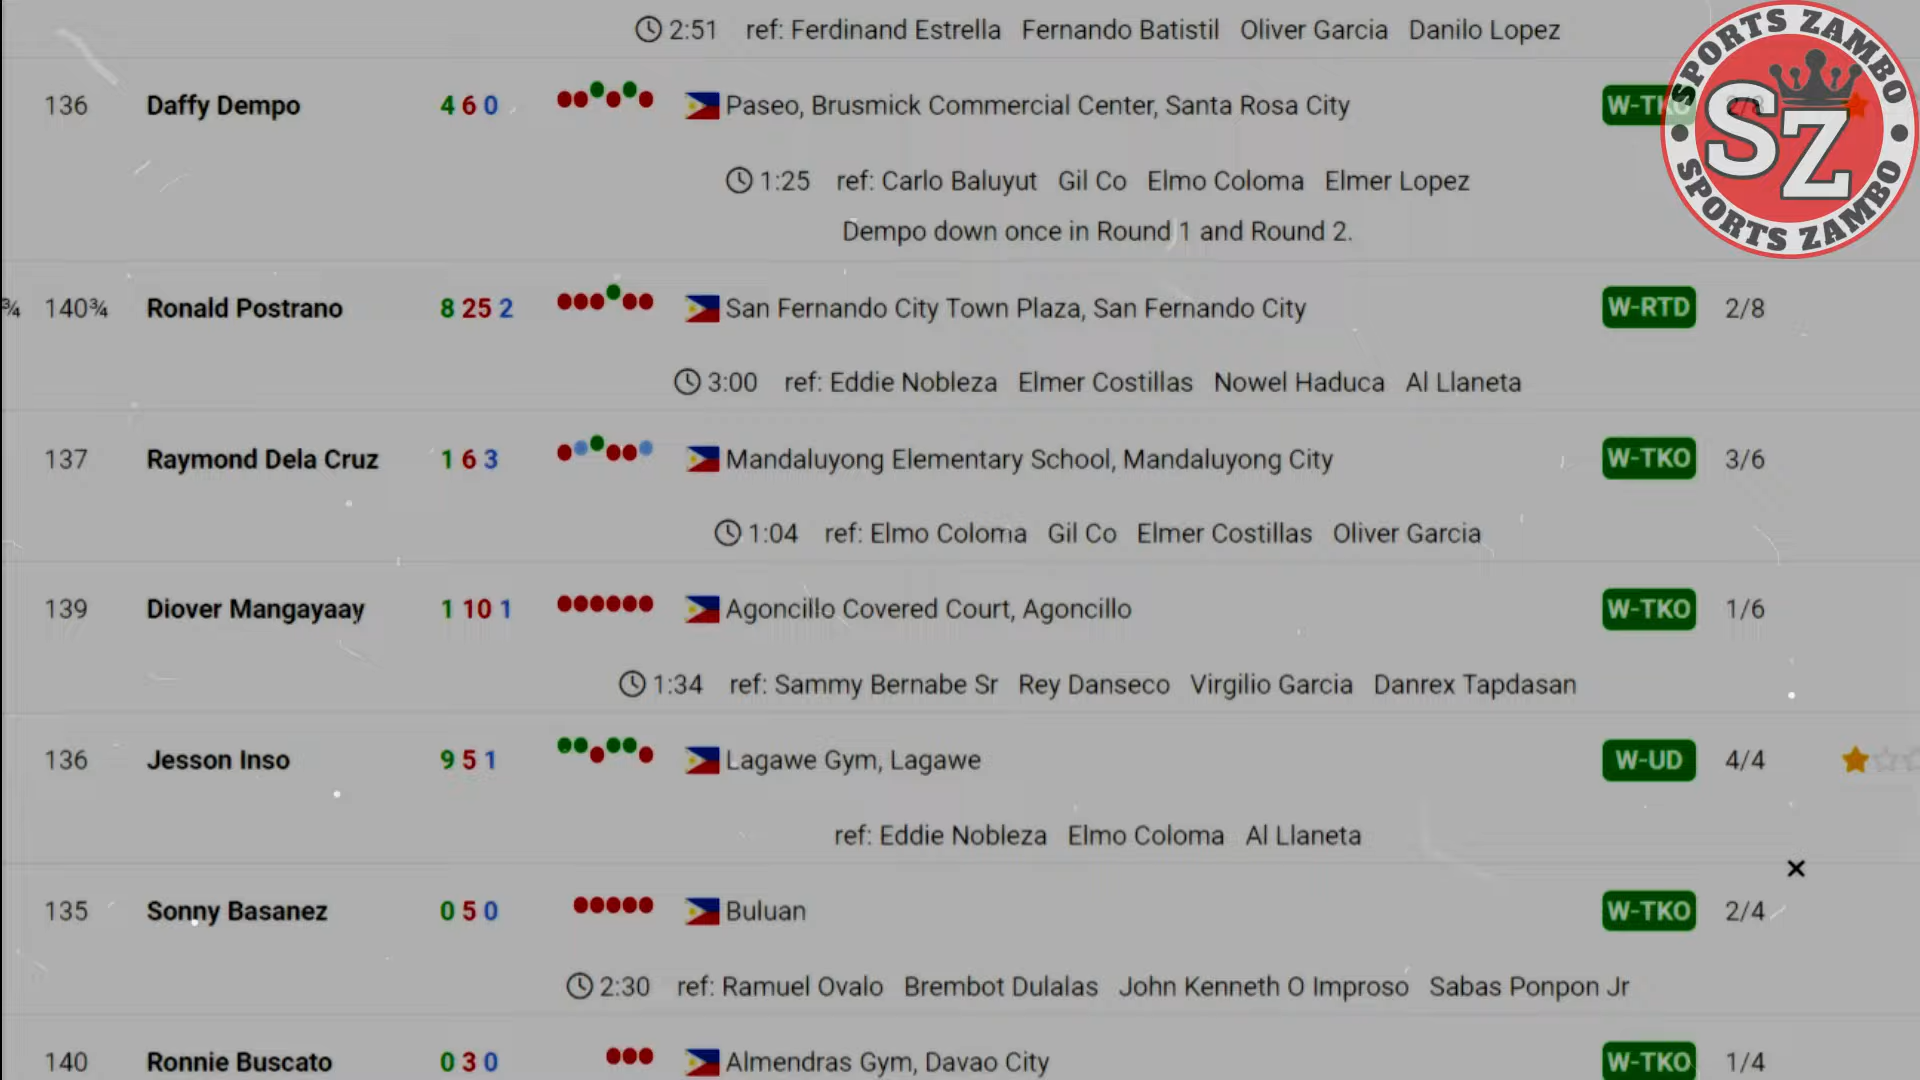 2:51 ref: Ferdinand Estrella Fernando Batistil Oliver Garcia Danilo Lopez
136 Daffy Dempo 4 6 0 Paseo, Brusmick Commercial Center, Santa Rosa City W-TKO
1:25 ref: Carlo Baluyut Gil Co Elmo Coloma Elmer Lopez
Dempo down once in Round 1 and Round 2.
¾ 140¾ Ronald Postrano 8 25 2 San Fernando City Town Plaza, San Fernando City W-RTD 2/8
3:00 ref: Eddie Nobleza Elmer Costillas Nowel Haduca Al Llaneta
137 Raymond Dela Cruz 1 6 3 Mandaluyong Elementary School, Mandaluyong City W-TKO 3/6
1:04 ref: Elmo Coloma Gil Co Elmer Costillas Oliver Garcia
139 Diover Mangayaay 1 10 1 Agoncillo Covered Court, Agoncillo W-TKO 1/6
1:34 ref: Sammy Bernabe Sr Rey Danseco Virgilio Garcia Danrex Tapdasan
136 Jesson Inso 9 5 1 Lagawe Gym, Lagawe W-UD 4/4
ref: Eddie Nobleza Elmo Coloma Al Llaneta
135 Sonny Basanez 0 5 0 Buluan W-TKO 2/4
2:30 ref: Ramuel Ovalo Brembot Dulalas John Kenneth O Improso Sabas Ponpon Jr
140 Ronnie Buscato 0 3 0 Almendras Gym, Davao City W-TKO 1/4
SPORTS ZAMBO
SZ
SPORTS ZAMBO